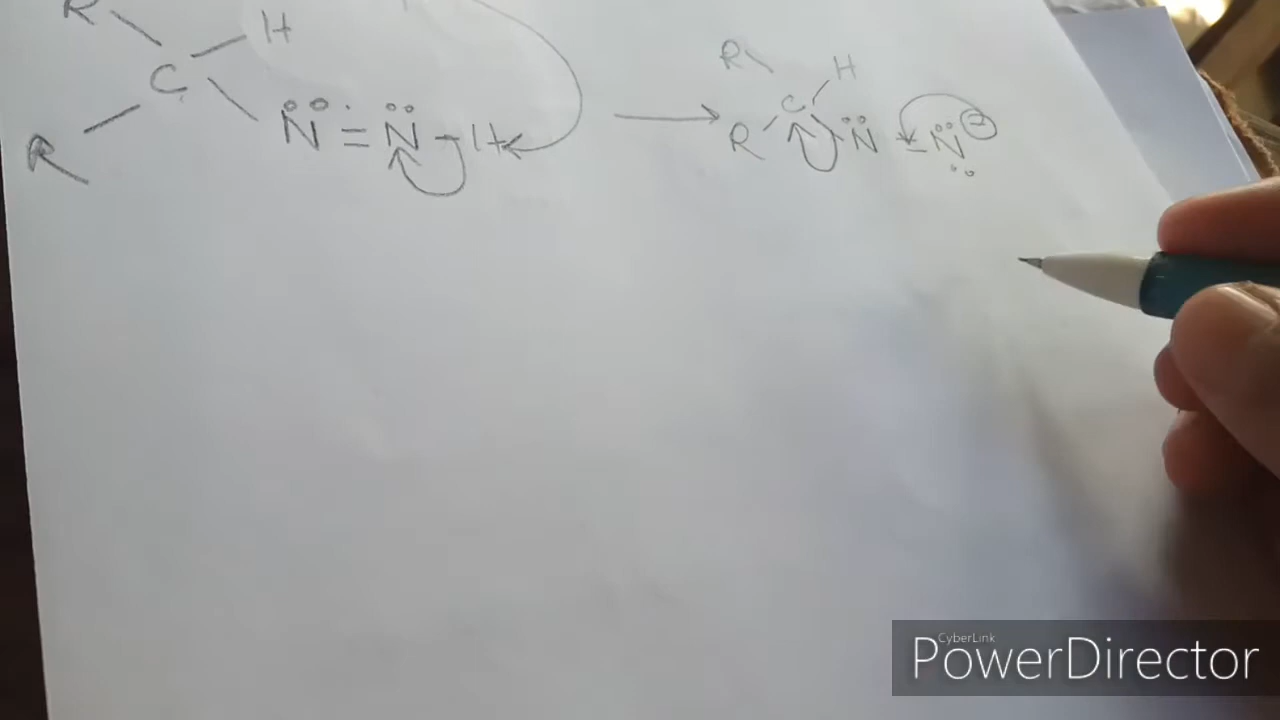 R H
C
R N = N - H
R H
C
R N = N ⊖
CyberLink
PowerDirector